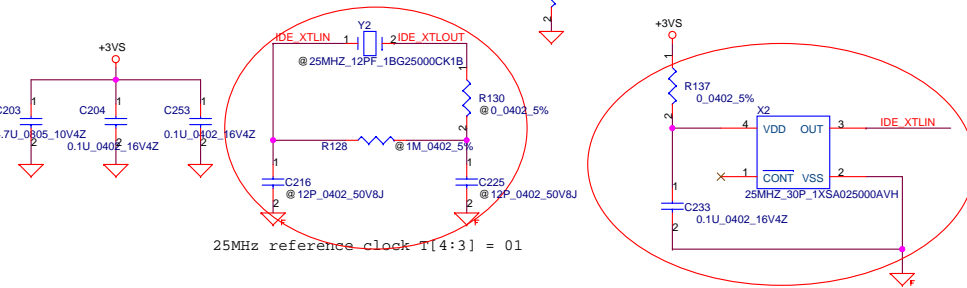 +3VS
1
C203
.7U_0805_10V4Z
2
1
C204
0.1U_0402_16V4Z
2
1
C253
0.1U_0402_16V4Z
2
2
Y2
IDE_XTLIN 1 2 IDE_XTLOUT
@25MHZ_12PF_1BG25000CK1B
1
R130
@0_0402_5%
2
R128 @1M_0402_5%
1
C216
@12P_0402_50V8J
2
1
C225
@12P_0402_50V8J
2
F
F
25MHz reference clock T[4:3] = 01
+3VS
1
R137
0_0402_5%
2
X2
4 VDD OUT 3 IDE_XTLIN
1 CONT VSS 2
25MHZ_30P_1XSA025000AVH
1
C233
0.1U_0402_16V4Z
2
F